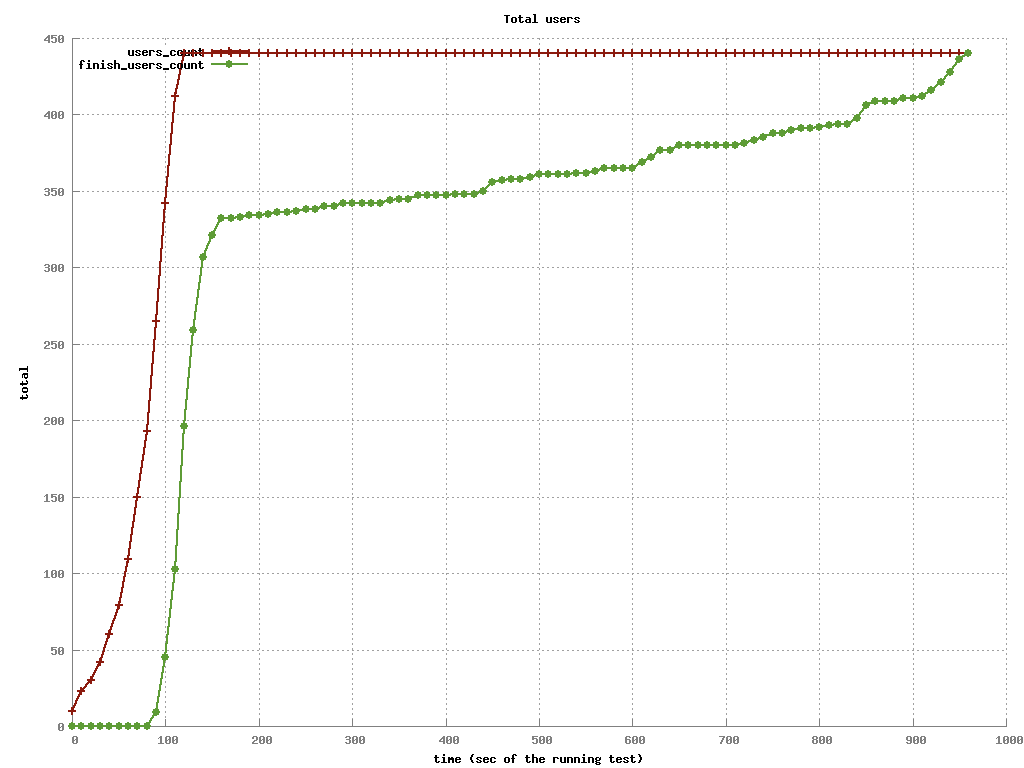 Total users
users_count
finish_users_count
450
400
350
300
250
200
150
100
50
0
total
0 100 200 300 400 500 600 700 800 900 1000
time (sec of the running test)